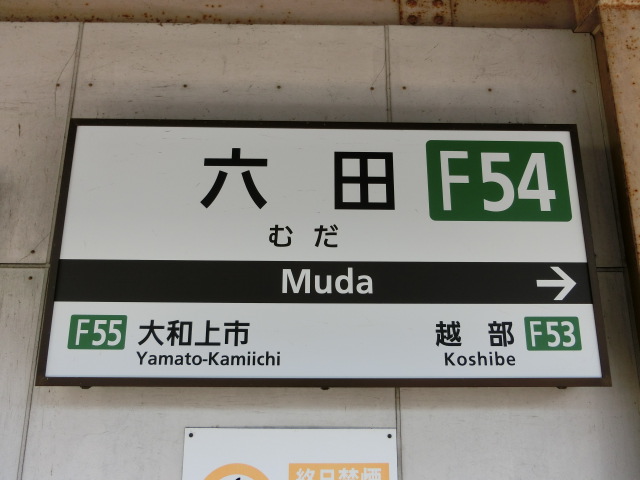 六田 F54
むだ
Muda →
F55 大和上市 越部 F53
Yamato-Kamiichi Koshibe
終日禁煙